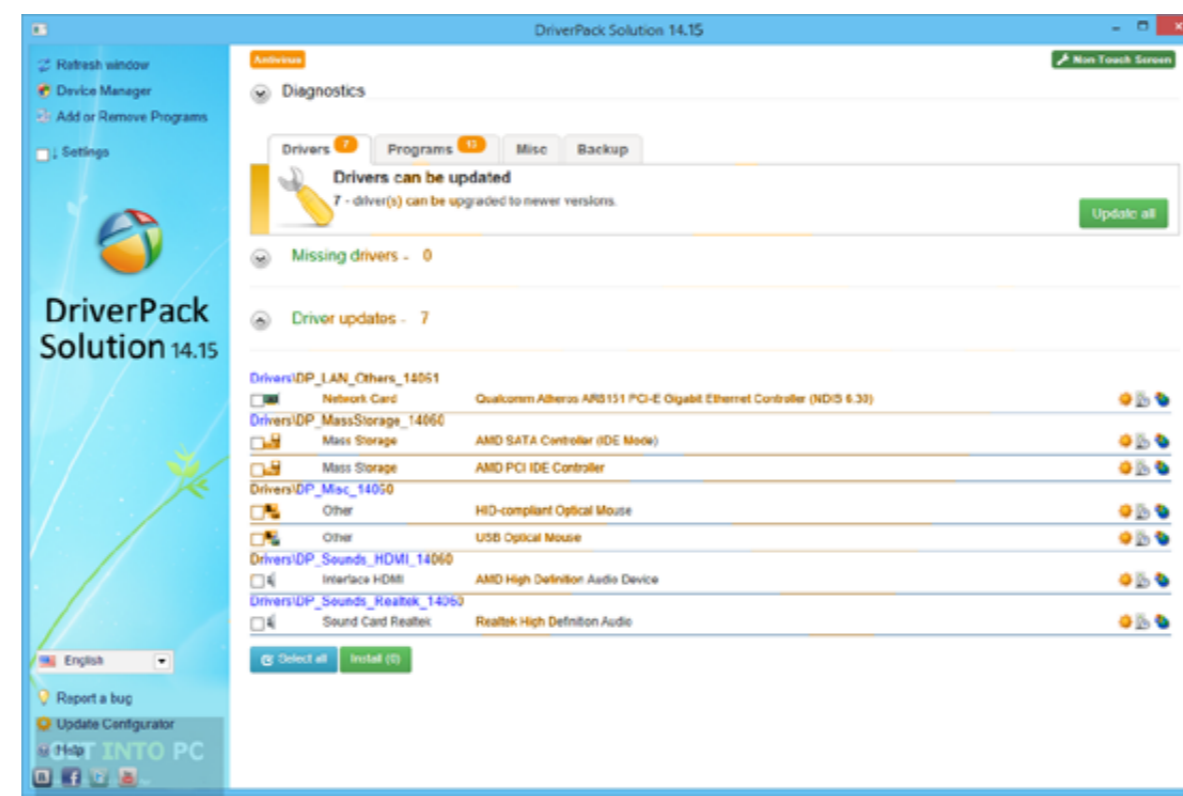 DriverPack Solution 14.15
Refresh window
Device Manager
Add or Remove Programs
Settings
DriverPack
Solution 14.15
English
Report a bug
Update Configurator
Help
GET INTO PC
Antivirus
Non Touch Screen
Diagnostics
Drivers 7 Programs 13 Misc Backup
Drivers can be updated
7 - driver(s) can be upgraded to newer versions.
Update all
Missing drivers - 0
Driver updates - 7
Drivers\DP_LAN_Others_14061
Network Card Qualcomm Atheros AR8151 PCI-E Gigabit Ethernet Controller (NDIS 6.30)
Drivers\DP_MassStorage_14060
Mass Storage AMD SATA Controller (IDE Mode)
Mass Storage AMD PCI IDE Controller
Drivers\DP_Misc_14060
Other HID-compliant Optical Mouse
Other USB Optical Mouse
Drivers\DP_Sounds_HDMI_14060
Interface HDMI AMD High Definition Audio Device
Drivers\DP_Sounds_Realtek_14060
Sound Card Realtek Realtek High Definition Audio
Select all Install (0)